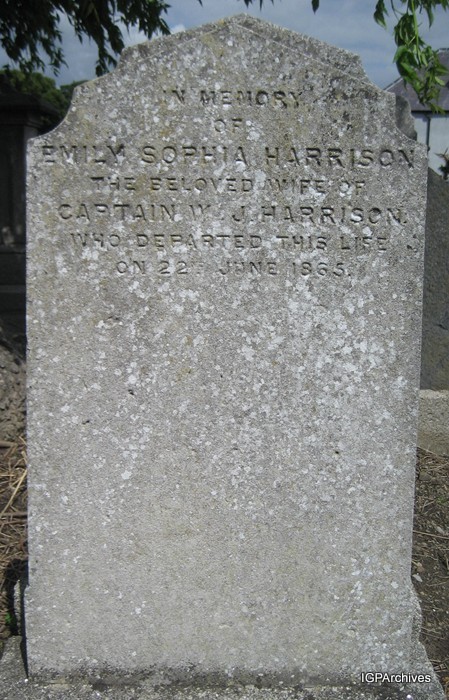 IN MEMORY
OF
EMILY SOPHIA HARRISON
THE BELOVED WIFE OF
CAPTAIN W. J. HARRISON.
WHO DEPARTED THIS LIFE
ON 22D JUNE 1865.
IGPArchives